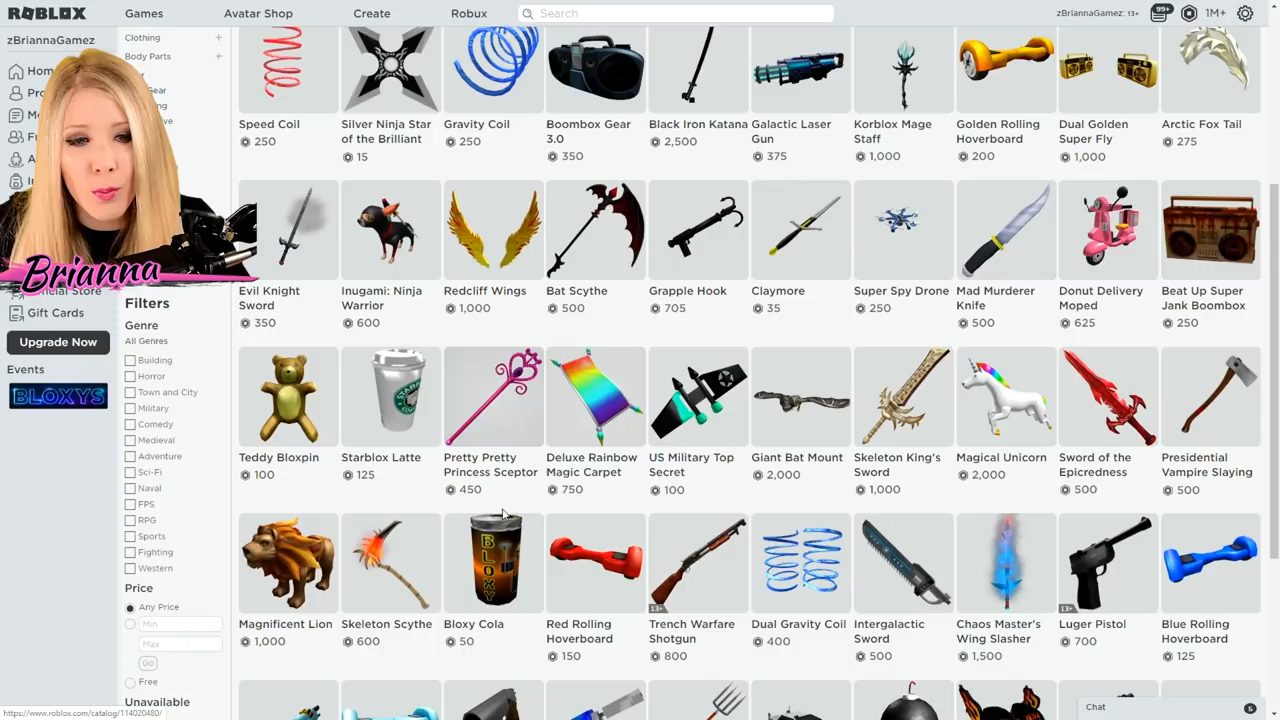 ROBLOX Games Avatar Shop Create Robux Search zBriannaGamez: 13+ 99+ 1M+
zBriannaGamez
Brianna
Gift Cards
Upgrade Now
Events
BLOXYS
Clothing +
Body Parts +
Filters
Genre
All Genres
Building
Horror
Town and City
Military
Comedy
Medieval
Adventure
Sci-Fi
Naval
FPS
RPG
Sports
Fighting
Western
Price
Any Price
Min
Max
Go
Free
Unavailable
Speed Coil
250
Silver Ninja Star
of the Brilliant
15
Gravity Coil
250
Boombox Gear
3.0
350
Black Iron Katana
2,500
Galactic Laser
Gun
375
Korblox Mage
Staff
1,000
Golden Rolling
Hoverboard
200
Dual Golden
Super Fly
1,000
Arctic Fox Tail
275
Evil Knight
Sword
350
Inugami: Ninja
Warrior
600
Redcliff Wings
1,000
Bat Scythe
500
Grapple Hook
705
Claymore
35
Super Spy Drone
250
Mad Murderer
Knife
500
Donut Delivery
Moped
625
Beat Up Super
Jank Boombox
250
Teddy Bloxpin
100
Starblox Latte
125
Pretty Pretty
Princess Sceptor
450
Deluxe Rainbow
Magic Carpet
750
US Military Top
Secret
100
Giant Bat Mount
2,000
Skeleton King's
Sword
1,000
Magical Unicorn
2,000
Sword of the
Epicredness
500
Presidential
Vampire Slaying
500
Magnificent Lion
1,000
Skeleton Scythe
600
BLOXY
Bloxy Cola
50
Red Rolling
Hoverboard
150
13+
Trench Warfare
Shotgun
800
Dual Gravity Coil
400
Intergalactic
Sword
500
Chaos Master's
Wing Slasher
1,500
13+
Luger Pistol
700
Blue Rolling
Hoverboard
125
Chat 5
https://www.roblox.com/catalog/114020480/